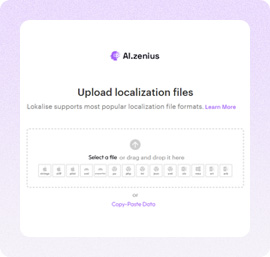 AI.zenius
Upload localization files
Lokalise supports most popular localization file formats. Learn More
Select a file or drag and drop it here
or
Copy-Paste Data